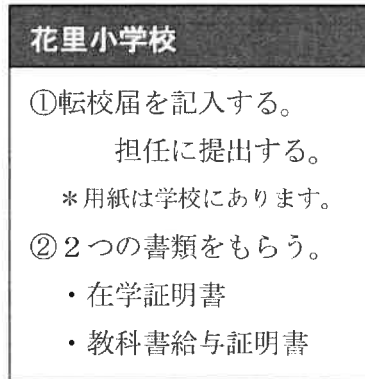 花里小学校
①転校届を記入する。
担任に提出する。
＊用紙は学校にあります。
②２つの書類をもらう。
・在学証明書
・教科書給与証明書